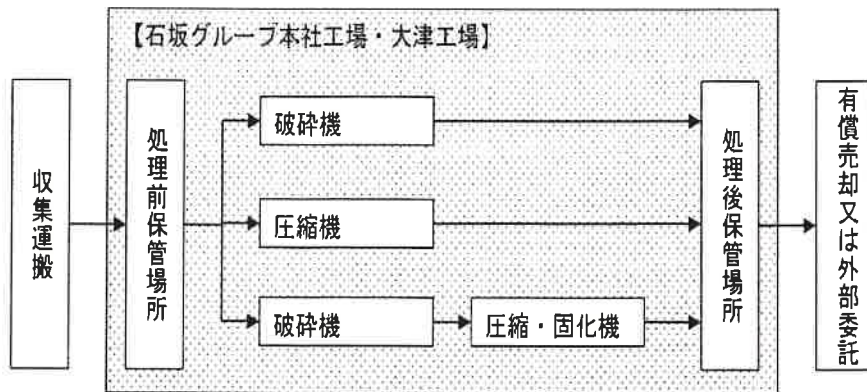 【石坂グループ本社工場・大津工場】
収集運搬
処理前保管場所
破砕機
圧縮機
破砕機
圧縮・固化機
処理後保管場所
有償売却又は外部委託